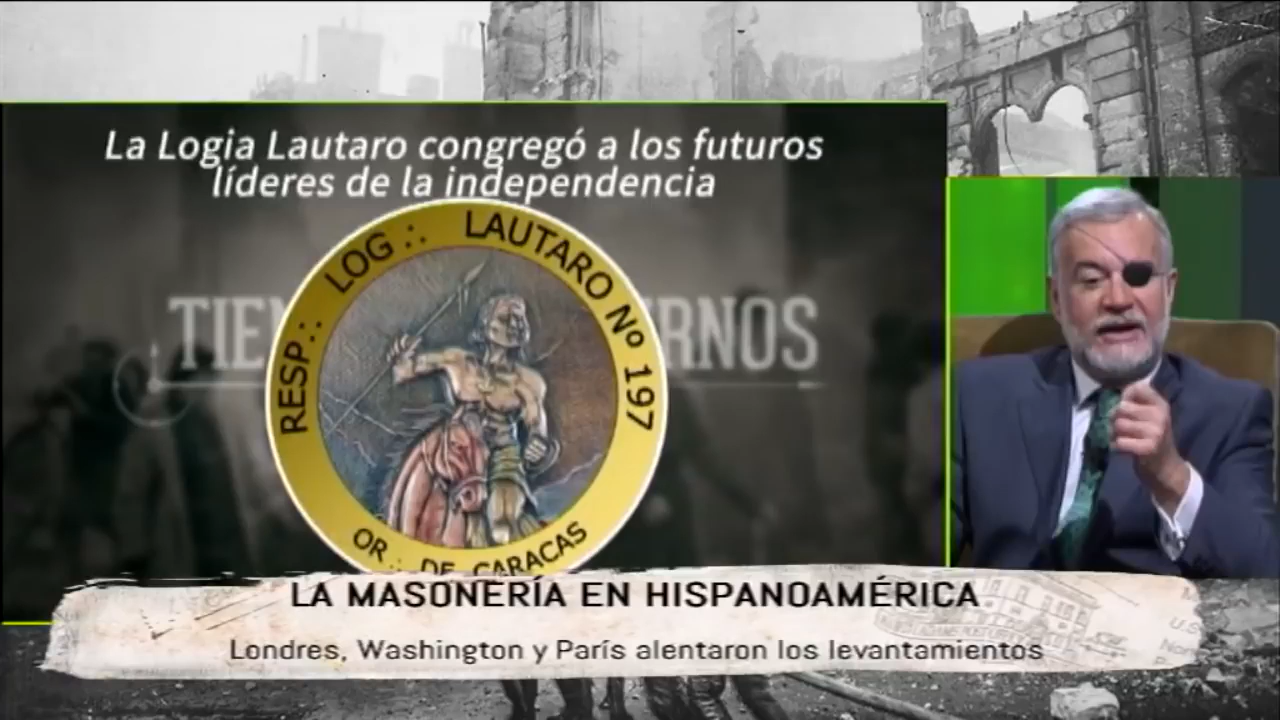 La Logia Lautaro congregó a los futuros
líderes de la independencia
RESP.·. LOG.·. LAUTARO Nº 197
OR.·. DE CARACAS
LA MASONERÍA EN HISPANOAMÉRICA
Londres, Washington y París alentaron los levantamientos